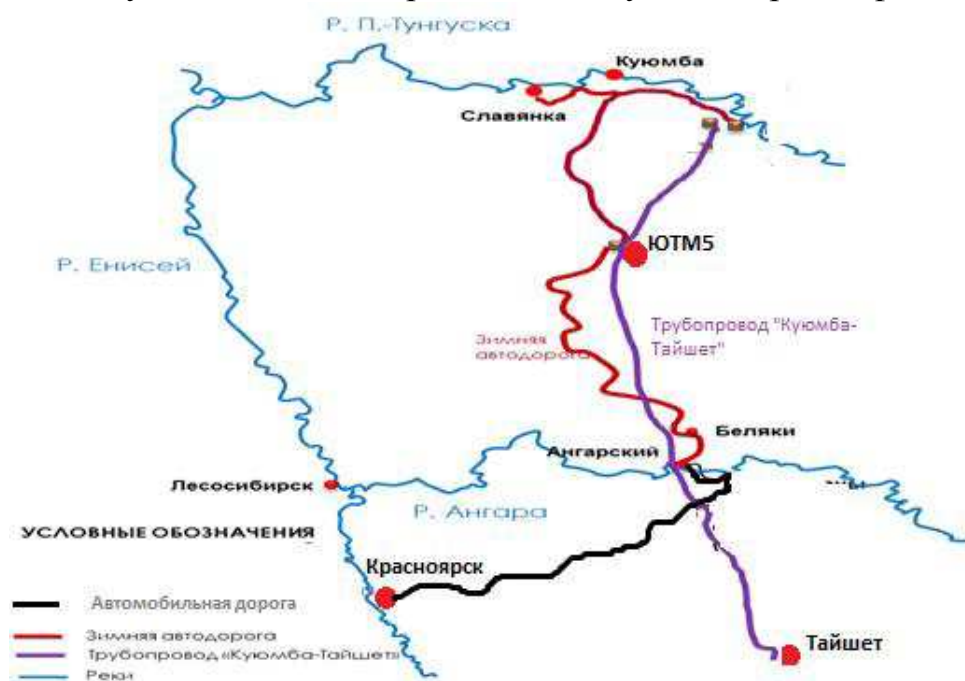 Р. П.-Тунгуска
Куюмба
Славянка
ЮТМ5
Р. Енисей
Трубопровод "Куюмба-
Тайшет"
Зимняя
автодорога
Беляки
Ангарский
Лесосибирск
Р. Ангара
УСЛОВНЫЕ ОБОЗНАЧЕНИЯ
Красноярск
Автомобильная дорога
Зимняя автодорога
Трубопровод «Куюмба-Тайшет»
Реки
Тайшет